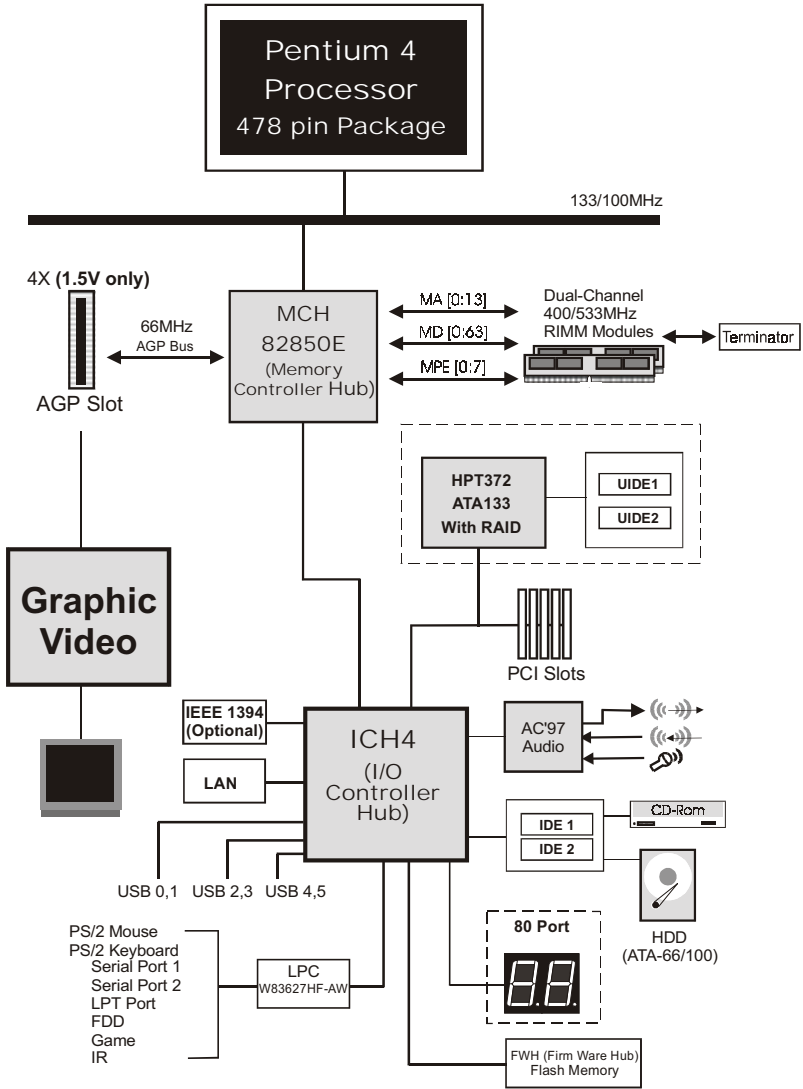 Pentium 4
Processor
478 pin Package
133/100MHz
4X (1.5V only)
66MHz
AGP Bus
AGP Slot
MCH
82850E
(Memory
Controller Hub)
MA [0:13]
MD [0:63]
MPE [0:7]
Dual-Channel
400/533MHz
RIMM Modules
Terminator
HPT372
ATA133
With RAID
UIDE1
UIDE2
Graphic
Video
PCI Slots
IEEE 1394
(Optional)
LAN
ICH4
(I/O
Controller
Hub)
AC'97
Audio
IDE 1
IDE 2
CD-Rom
HDD
(ATA-66/100)
USB 0,1
USB 2,3
USB 4,5
80 Port
88
PS/2 Mouse
PS/2 Keyboard
Serial Port 1
Serial Port 2
LPT Port
FDD
Game
IR
LPC
W83627HF-AW
FWH (Firm Ware Hub)
Flash Memory